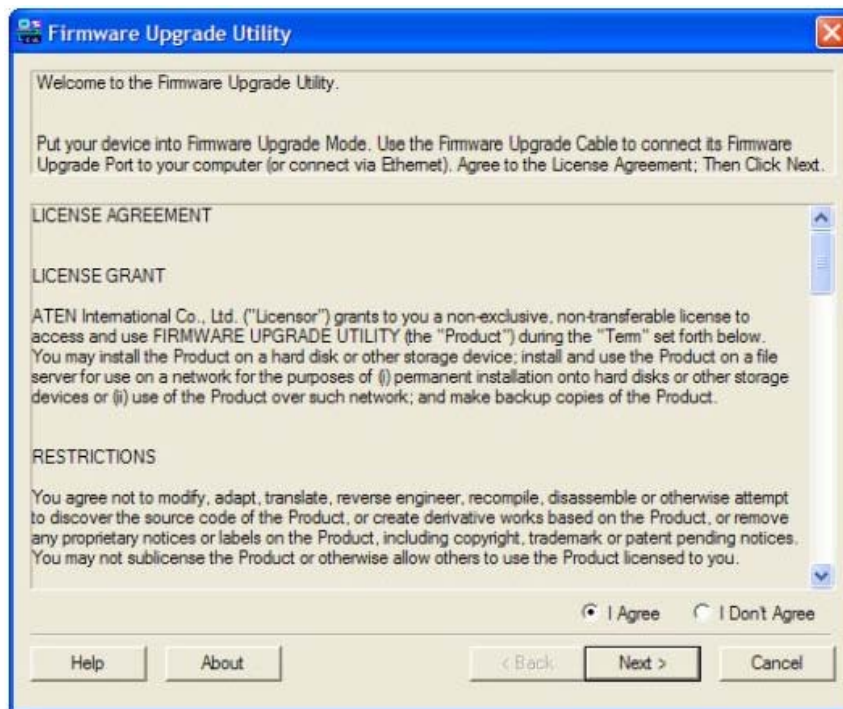 Firmware Upgrade Utility
Welcome to the Firmware Upgrade Utility.
Put your device into Firmware Upgrade Mode. Use the Firmware Upgrade Cable to connect its Firmware
Upgrade Port to your computer (or connect via Ethernet). Agree to the License Agreement; Then Click Next.
LICENSE AGREEMENT
LICENSE GRANT
ATEN International Co., Ltd. ("Licensor") grants to you a non-exclusive, non-transferable license to
access and use FIRMWARE UPGRADE UTILITY (the "Product") during the "Term" set forth below.
You may install the Product on a hard disk or other storage device; install and use the Product on a file
server for use on a network for the purposes of (i) permanent installation onto hard disks or other storage
devices or (ii) use of the Product over such network; and make backup copies of the Product.
RESTRICTIONS
You agree not to modify, adapt, translate, reverse engineer, recompile, disassemble or otherwise attempt
to discover the source code of the Product, or create derivative works based on the Product, or remove
any proprietary notices or labels on the Product, including copyright, trademark or patent pending notices.
You may not sublicense the Product or otherwise allow others to use the Product licensed to you.
I Agree I Don't Agree
Help About < Back Next > Cancel